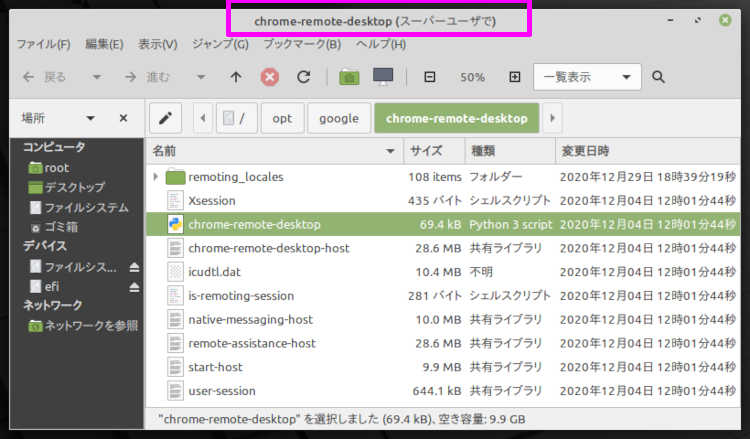 chrome-remote-desktop (スーパーユーザで)
ファイル(F) 編集(E) 表示(V) ジャンプ(G) ブックマーク(B) ヘルプ(H)
戻る 進む 50% 一覧表示
場所 / opt google chrome-remote-desktop
コンピュータ
root
デスクトップ
ファイルシステム
ゴミ箱
デバイス
ファイルシス...
efi
ネットワーク
ネットワークを参照
名前 サイズ 種類 変更日時
remoting_locales 108 items フォルダー 2020年12月29日 18時39分19秒
Xsession 435 バイト シェルスクリプト 2020年12月04日 12時01分44秒
chrome-remote-desktop 69.4 kB Python 3 script 2020年12月04日 12時01分44秒
chrome-remote-desktop-host 28.6 MB 共有ライブラリ 2020年12月04日 12時01分44秒
icudtl.dat 10.4 MB 不明 2020年12月04日 12時01分44秒
is-remoting-session 281 バイト シェルスクリプト 2020年12月04日 12時01分44秒
native-messaging-host 10.0 MB 共有ライブラリ 2020年12月04日 12時01分44秒
remote-assistance-host 28.6 MB 共有ライブラリ 2020年12月04日 12時01分44秒
start-host 9.9 MB 共有ライブラリ 2020年12月04日 12時01分44秒
user-session 644.1 kB 共有ライブラリ 2020年12月04日 12時01分44秒
"chrome-remote-desktop" を選択しました (69.4 kB), 空き容量: 9.9 GB